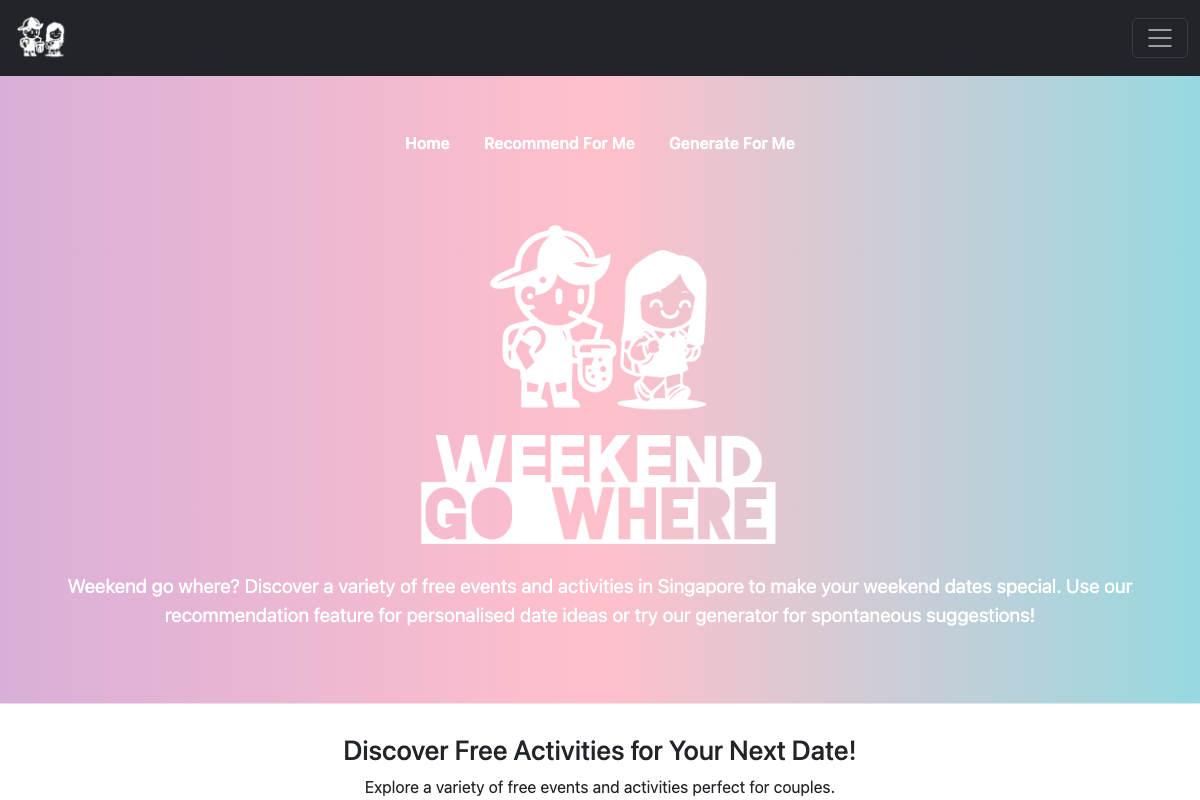 Home Recommend For Me Generate For Me
WEEKEND
GO WHERE
Weekend go where? Discover a variety of free events and activities in Singapore to make your weekend dates special. Use our
recommendation feature for personalised date ideas or try our generator for spontaneous suggestions!
Discover Free Activities for Your Next Date!
Explore a variety of free events and activities perfect for couples.